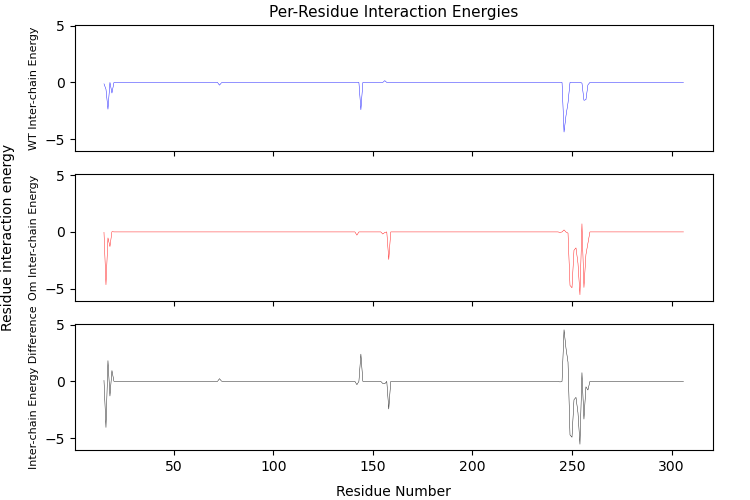 Per-Residue Interaction Energies
Residue interaction energy
WT Inter-chain Energy
5
0
−5
Om Inter-chain Energy
5
0
−5
Inter-chain Energy Difference
5
0
−5
50
100
150
200
250
300
Residue Number